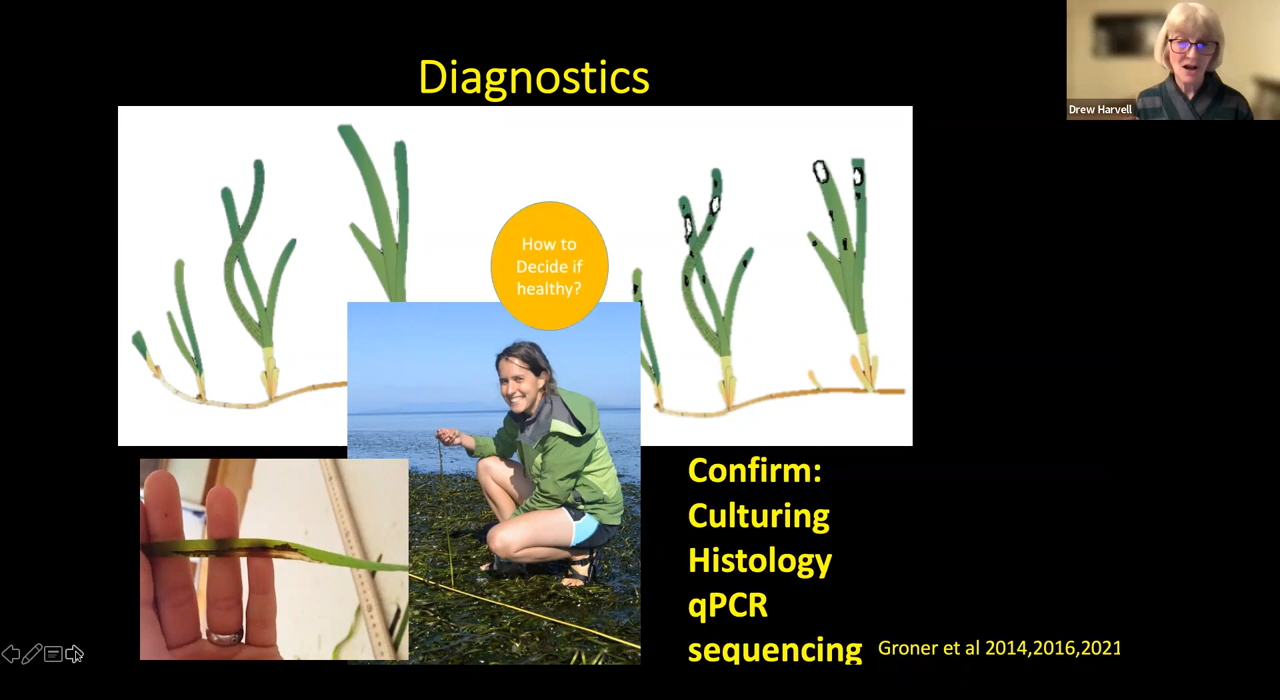 Diagnostics
Drew Harvell
How to
Decide if
healthy?
Confirm:
Culturing
Histology
qPCR
sequencing
Groner et al 2014,2016,2021